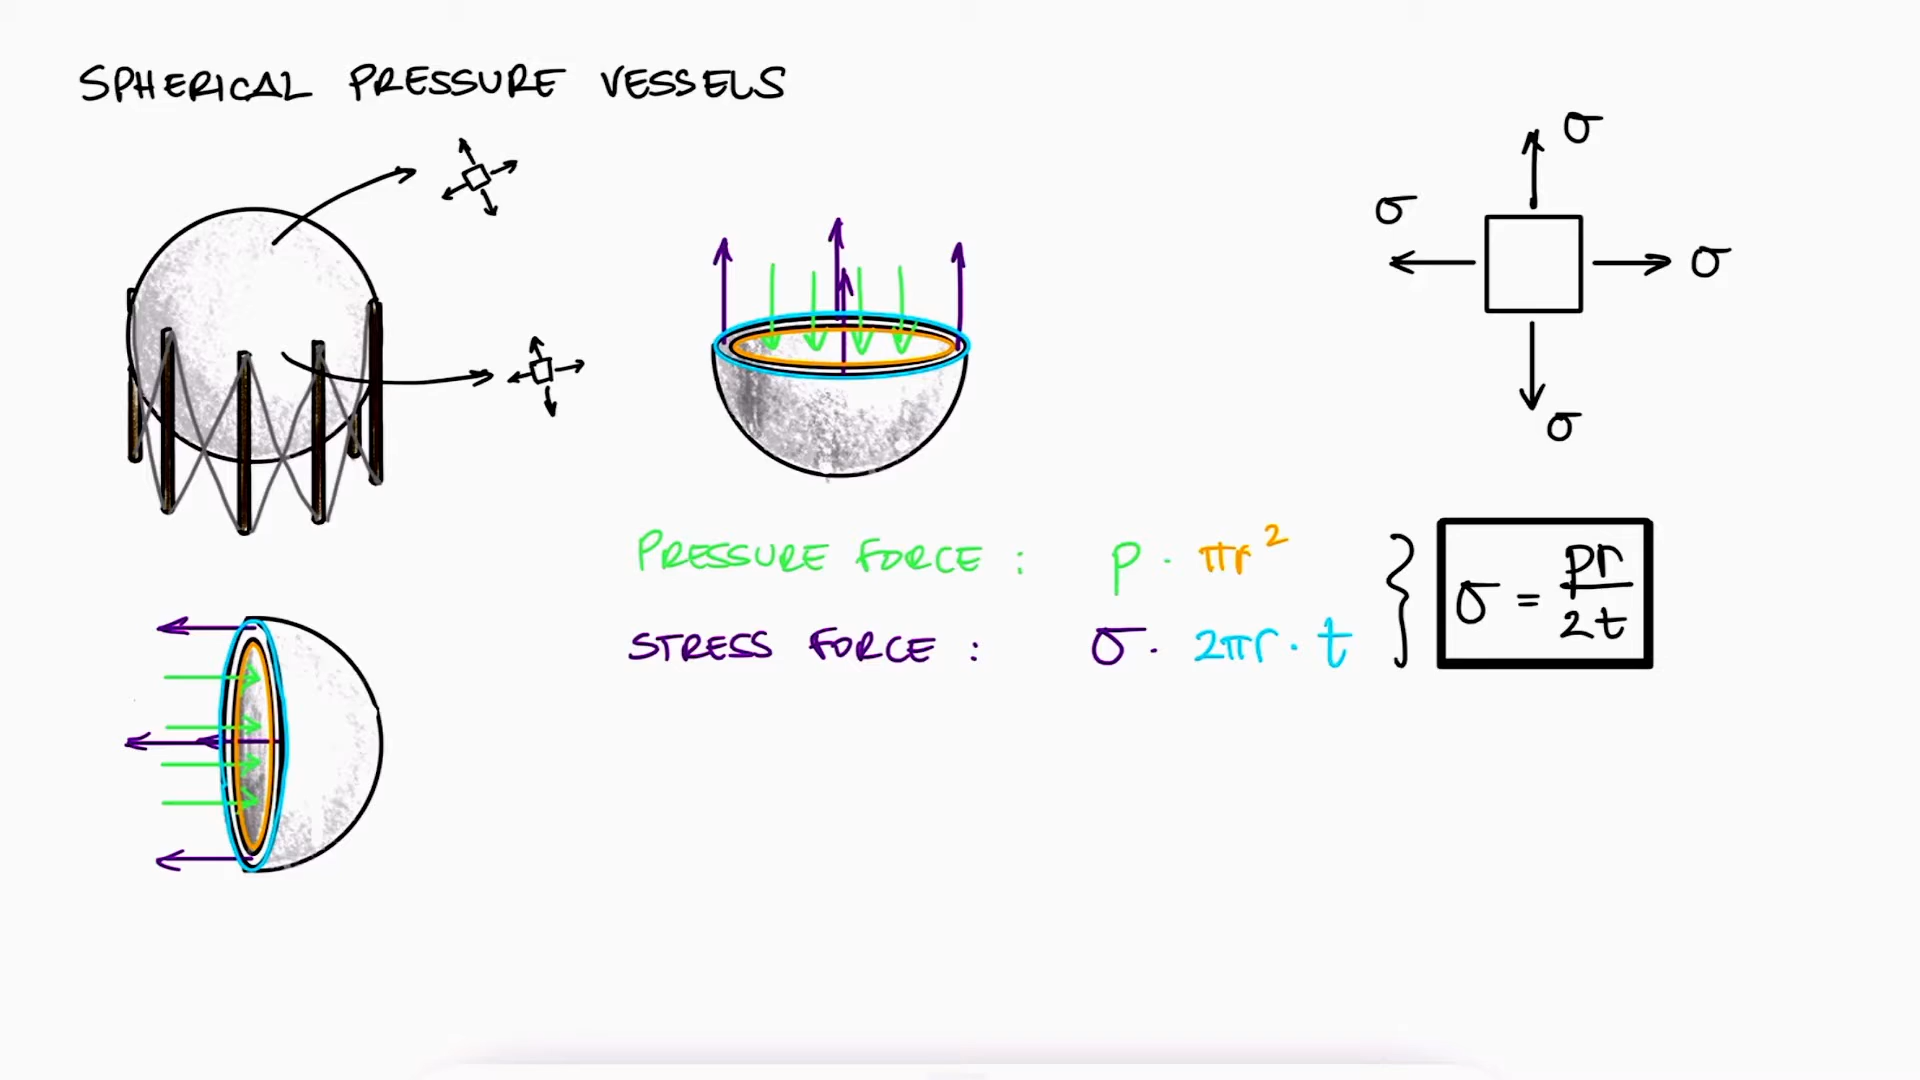 SPHERICAL PRESSURE VESSELS
σ
σ
σ
σ
PRESSURE FORCE : p · πr²
STRESS FORCE : σ · 2πr · t
σ = pr/2t